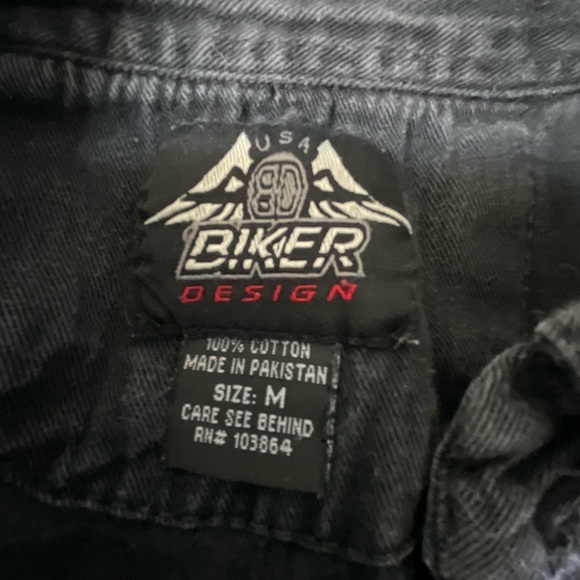 USA
BD
BIKER
DESIGN
100% COTTON
MADE IN PAKISTAN
SIZE: M
CARE SEE BEHIND
RN# 103864